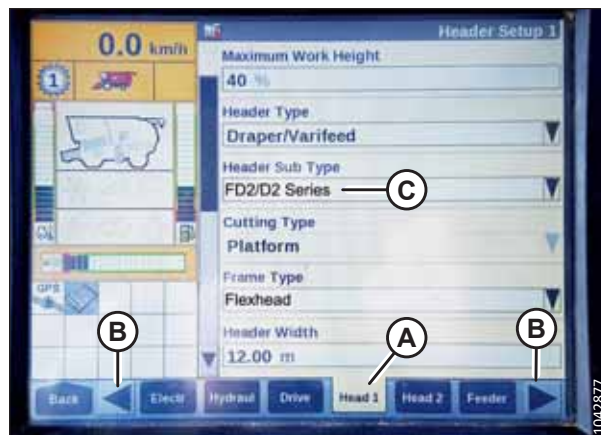 0.0 km/h
Header Setup 1
1
Maximum Work Height
40 %
Header Type
Draper/Varifeed
Header Sub Type
FD2/D2 Series
C
Cutting Type
Platform
Frame Type
Flexhead
GPS
Header Width
12.00 m
B
A
B
Back
Electr
Hydraul
Drive
Head 1
Head 2
Feeder
1042877